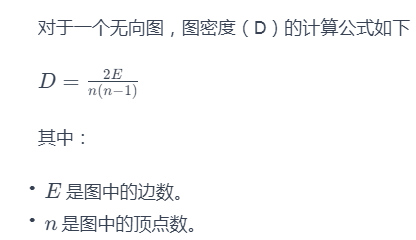 对于一个无向图，图密度（D）的计算公式如下
D = 2E / n(n−1)
其中：
• E 是图中的边数。
• n 是图中的顶点数。